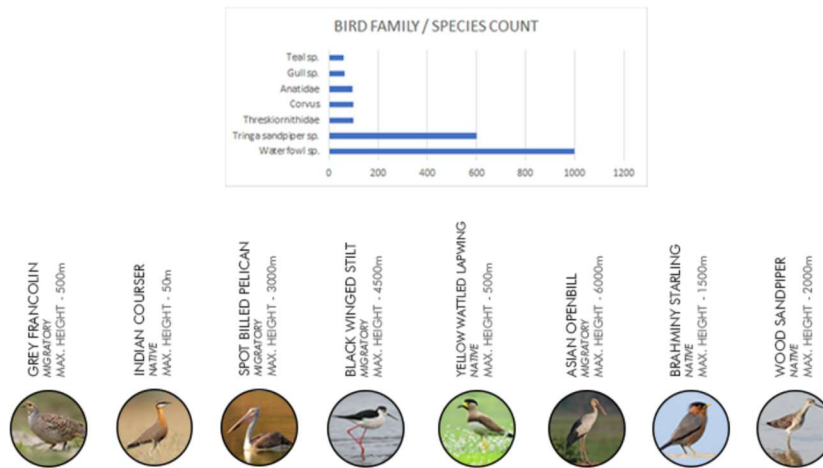 BIRD FAMILY / SPECIES COUNT
Teal sp.
Gull sp.
Anatidae
Corvus
Threskiornithidae
Tringa sandpiper sp.
Waterfowl sp.
0 200 400 600 800 1000 1200
GREY FRANCOLIN
MIGRATORY
MAX. HEIGHT - 500m
INDIAN COURSER
NATIVE
MAX. HEIGHT - 50m
SPOT BILLED PELICAN
MIGRATORY
MAX. HEIGHT - 3000m
BLACK WINGED STILT
MIGRATORY
MAX. HEIGHT - 4500m
YELLOW WATTLED LAPWING
NATIVE
MAX. HEIGHT - 500m
ASIAN OPENBILL
MIGRATORY
MAX. HEIGHT - 6000m
BRAHMINY STARLING
NATIVE
MAX. HEIGHT - 1500m
WOOD SANDPIPER
NATIVE
MAX. HEIGHT - 2000m